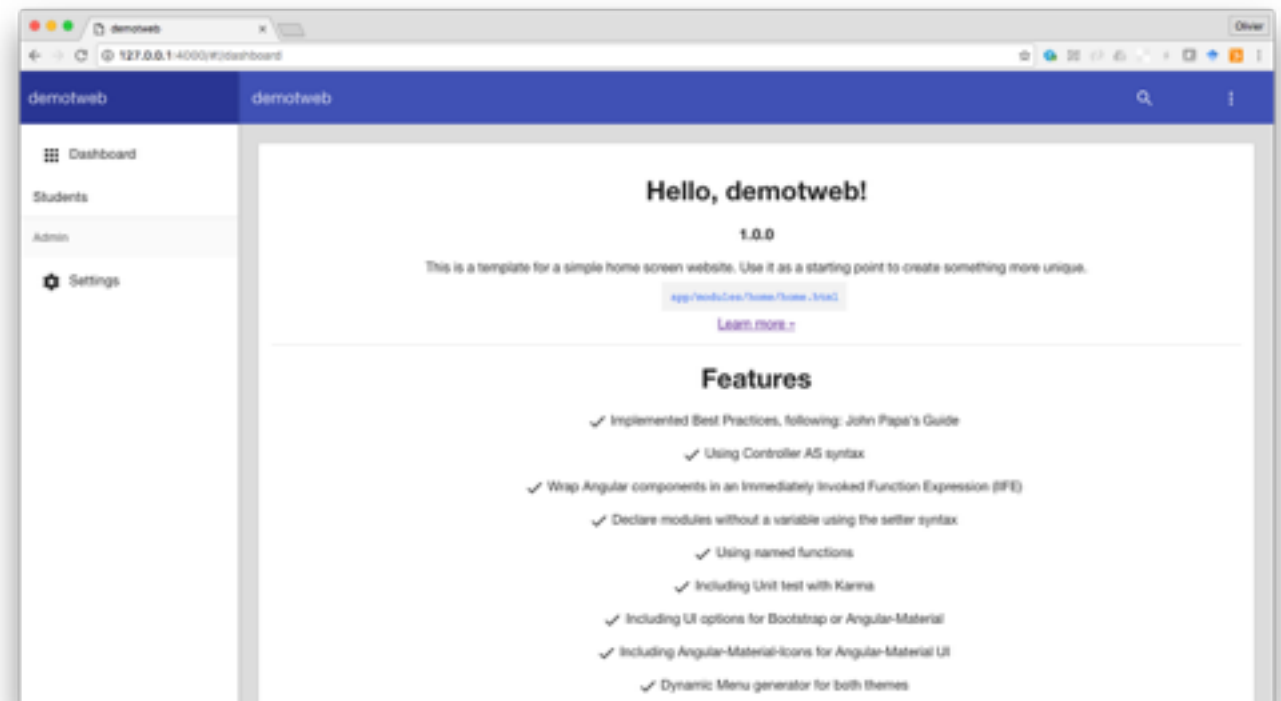 demotweb
Olivier
127.0.0.1:4000/#/dashboard
demotweb
demotweb
Dashboard
Students
Admin
Settings
Hello, demotweb!
1.0.0
This is a template for a simple home screen website. Use it as a starting point to create something more unique.
app/modules/home/home.html
Learn more
Features
Implemented Best Practices, following: John Papa's Guide
Using Controller AS syntax
Wrap Angular components in an Immediately Invoked Function Expression (IIFE)
Declare modules without a variable using the setter syntax
Using named functions
Including Unit test with Karma
Including UI options for Bootstrap or Angular-Material
Including Angular-Material-Icons for Angular-Material UI
Dynamic Menu generator for both themes